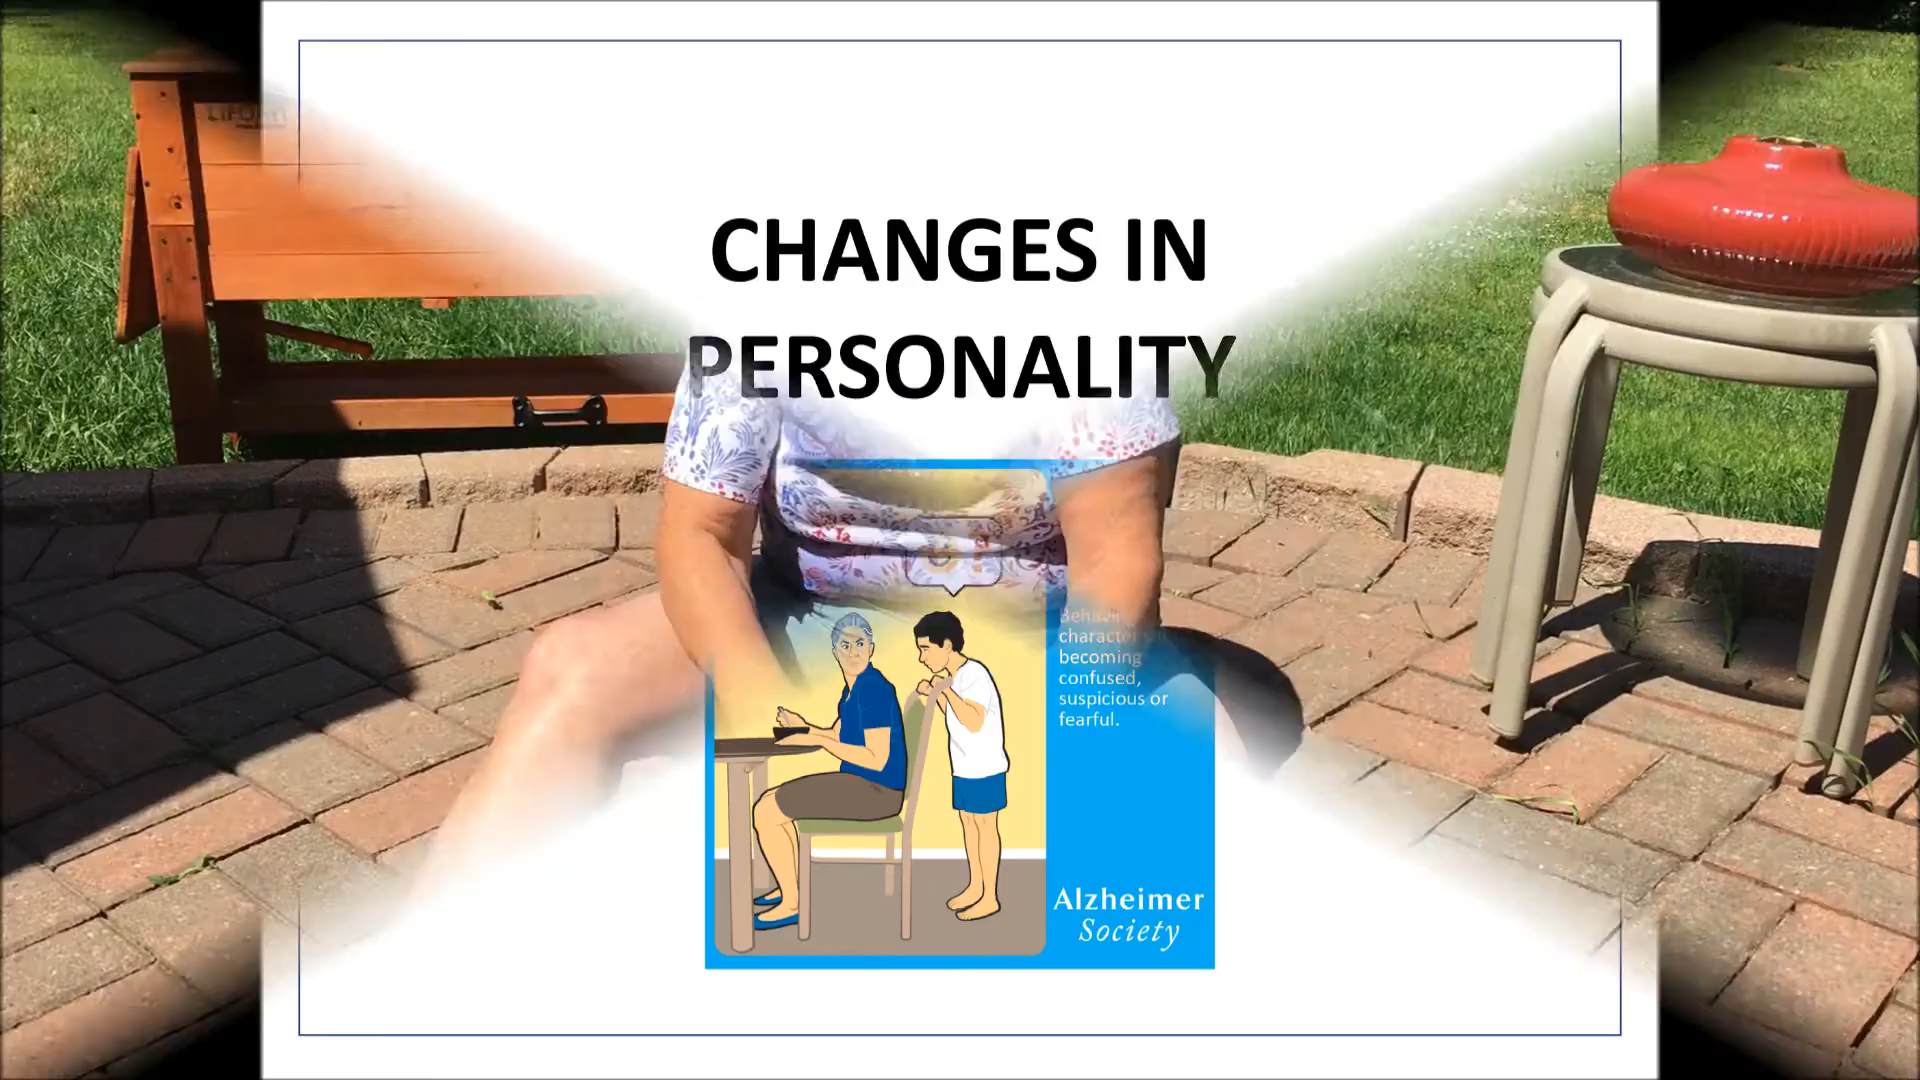 CHANGES IN
PERSONALITY
becoming
confused,
suspicious or
fearful.
Alzheimer
Society